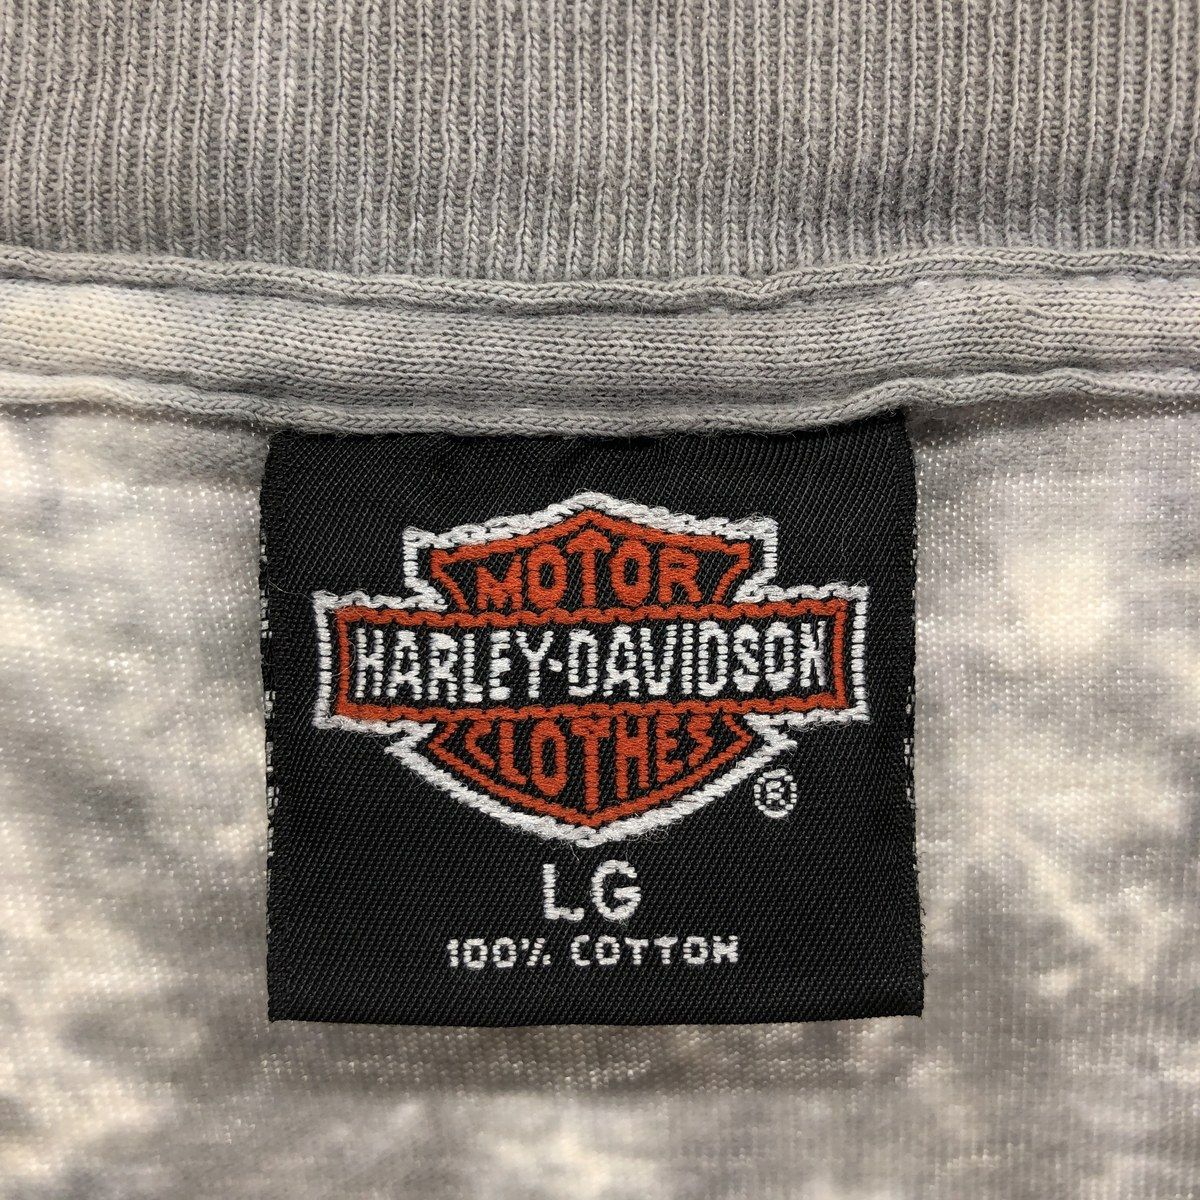 MOTOR
HARLEY-DAVIDSON
CLOTHES
®
LG
100% COTTON